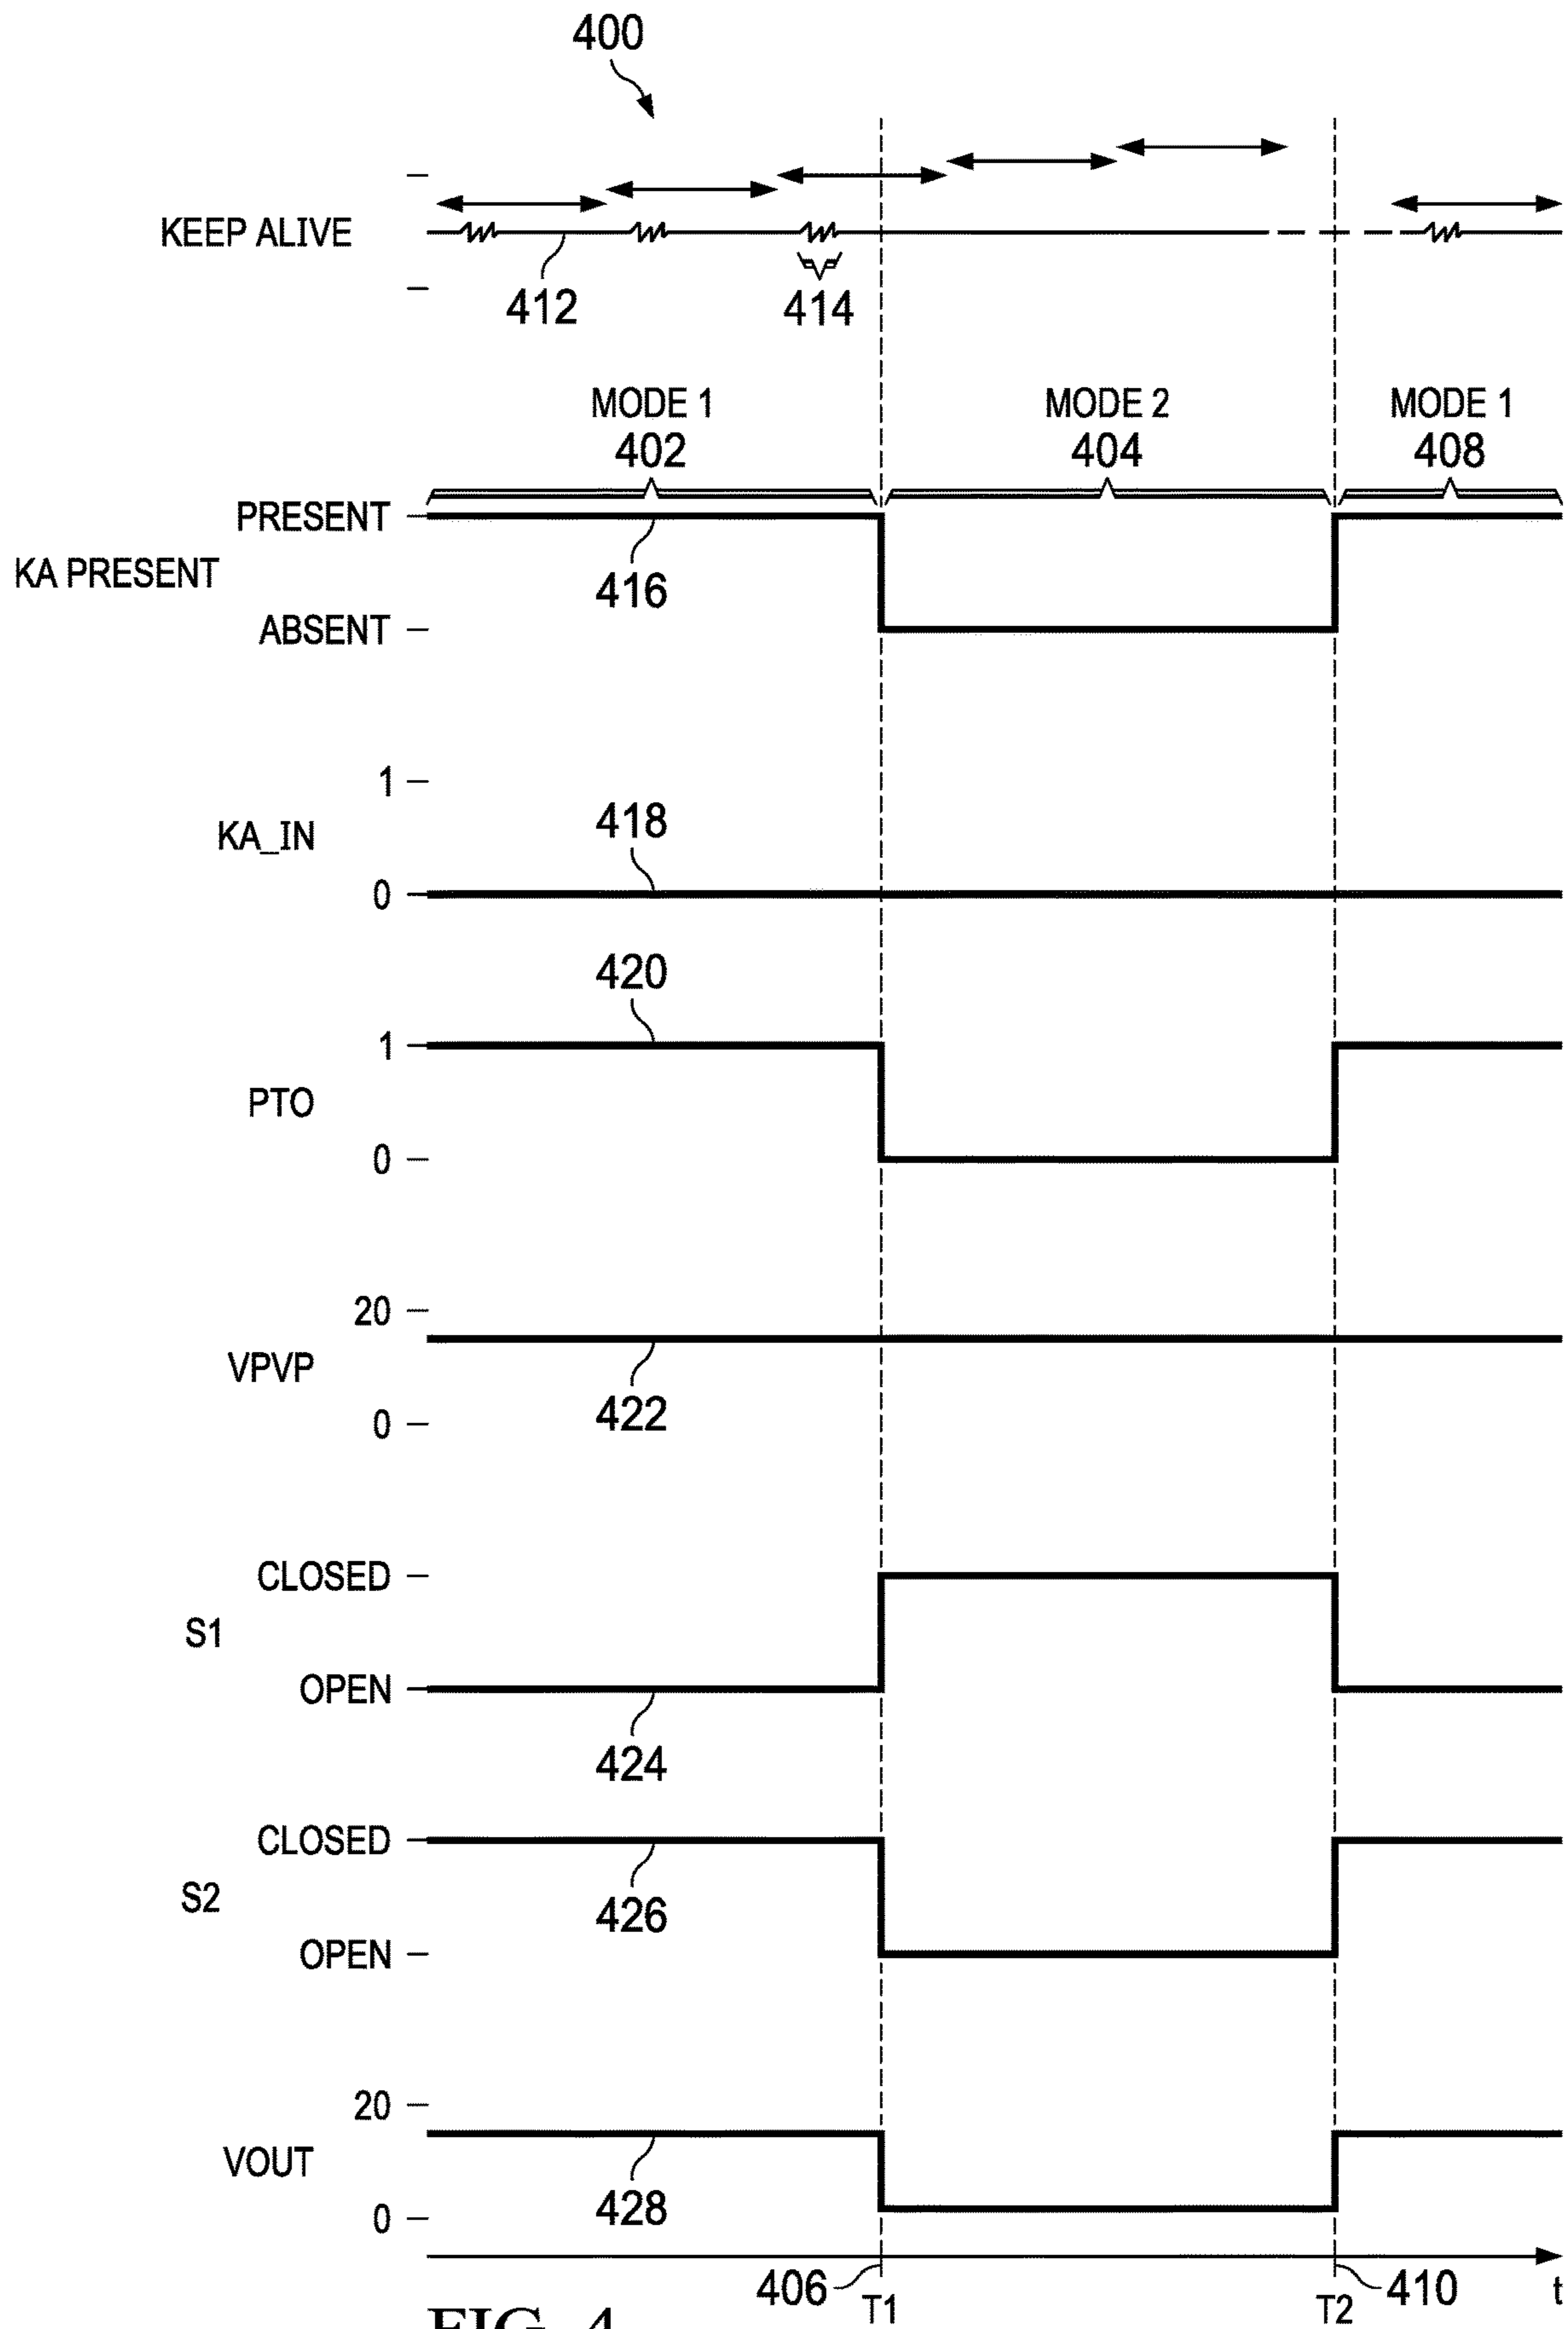 400
KEEP ALIVE
412
414
MODE 1
402
MODE 2
404
MODE 1
408
PRESENT
KA PRESENT
416
ABSENT
1
KA_IN
418
0
420
1
PTO
0
20
VPVP
422
0
CLOSED
S1
OPEN
424
CLOSED
S2
426
OPEN
20
VOUT
428
0
406
T1
T2
410
t
FIG. 4